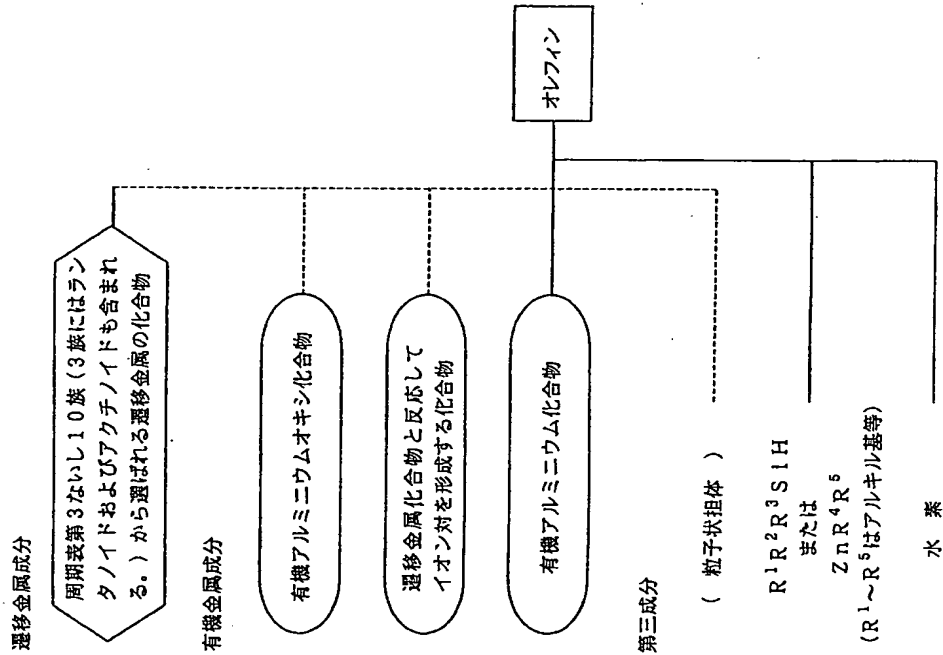 遷移金属成分
周期表第3ないし10族(3族にはラン
タノイドおよびアクチノイドも含まれ
る。)から選ばれる遷移金属の化合物
有機金属成分
有機アルミニウムオキシ化合物
遷移金属化合物と反応して
イオン対を形成する化合物
有機アルミニウム化合物
オレフィン
第三成分
( 粒子状担体 )
R¹R²R³SiH
または
ZnR⁴R⁵
(R¹~R⁵はアルキル基等)
水 素